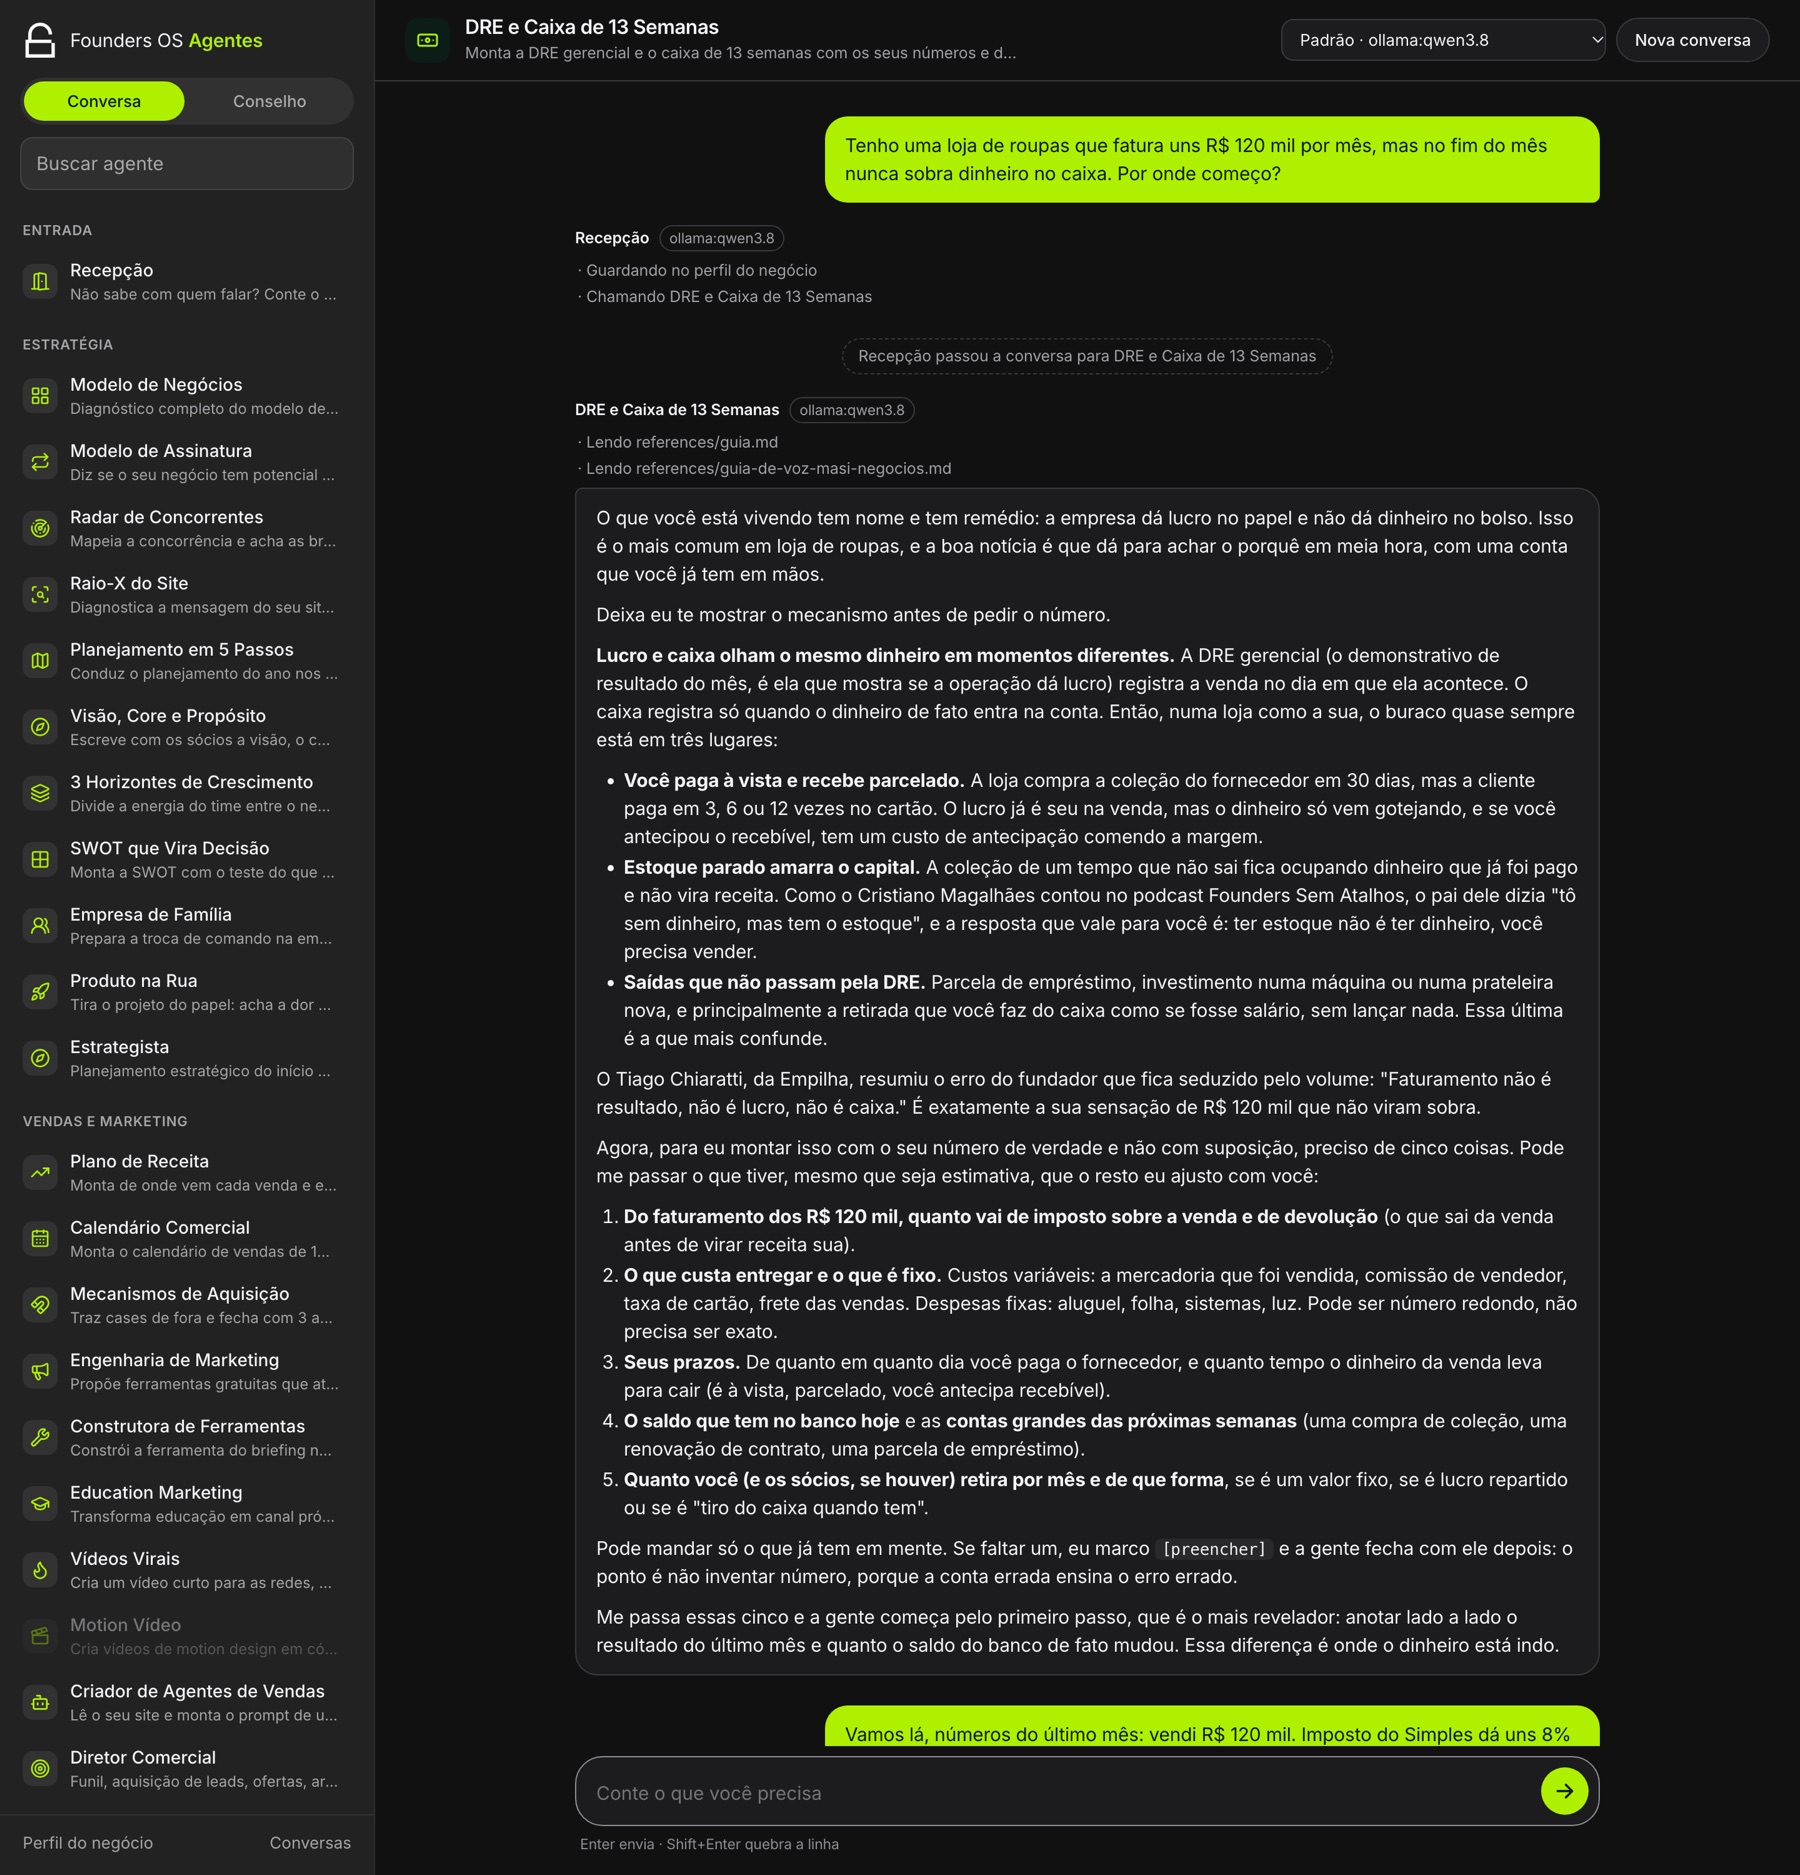 Founders OS Agentes
Conversa
Conselho
Buscar agente
ENTRADA
Recepção
Não sabe com quem falar? Conte o ...
ESTRATÉGIA
Modelo de Negócios
Diagnóstico completo do modelo de...
Modelo de Assinatura
Diz se o seu negócio tem potencial ...
Radar de Concorrentes
Mapeia a concorrência e acha as br...
Raio-X do Site
Diagnostica a mensagem do seu sit...
Planejamento em 5 Passos
Conduz o planejamento do ano nos ...
Visão, Core e Propósito
Escreve com os sócios a visão, o c...
3 Horizontes de Crescimento
Divide a energia do time entre o ne...
SWOT que Vira Decisão
Monta a SWOT com o teste do que ...
Empresa de Família
Prepara a troca de comando na em...
Produto na Rua
Tira o projeto do papel: acha a dor ...
Estrategista
Planejamento estratégico do início ...
VENDAS E MARKETING
Plano de Receita
Monta de onde vem cada venda e e...
Calendário Comercial
Monta o calendário de vendas de 1...
Mecanismos de Aquisição
Traz cases de fora e fecha com 3 a...
Engenharia de Marketing
Propõe ferramentas gratuitas que at...
Construtora de Ferramentas
Constrói a ferramenta do briefing n...
Education Marketing
Transforma educação em canal pró...
Vídeos Virais
Cria um vídeo curto para as redes, ...
Motion Vídeo
Cria vídeos de motion design em có...
Criador de Agentes de Vendas
Lê o seu site e monta o prompt de u...
Diretor Comercial
Funil, aquisição de leads, ofertas, ar...
Perfil do negócio
Conversas
DRE e Caixa de 13 Semanas
Monta a DRE gerencial e o caixa de 13 semanas com os seus números e d...
Padrão · ollama:qwen3.8
Nova conversa
Tenho uma loja de roupas que fatura uns R$ 120 mil por mês, mas no fim do mês
nunca sobra dinheiro no caixa. Por onde começo?
Recepção ollama:qwen3.8
· Guardando no perfil do negócio
· Chamando DRE e Caixa de 13 Semanas
Recepção passou a conversa para DRE e Caixa de 13 Semanas
DRE e Caixa de 13 Semanas ollama:qwen3.8
· Lendo references/guia.md
· Lendo references/guia-de-voz-masi-negocios.md
O que você está vivendo tem nome e tem remédio: a empresa dá lucro no papel e não dá dinheiro no bolso. Isso
é o mais comum em loja de roupas, e a boa notícia é que dá para achar o porquê em meia hora, com uma conta
que você já tem em mãos.
Deixa eu te mostrar o mecanismo antes de pedir o número.
Lucro e caixa olham o mesmo dinheiro em momentos diferentes. A DRE gerencial (o demonstrativo de
resultado do mês, é ela que mostra se a operação dá lucro) registra a venda no dia em que ela acontece. O
caixa registra só quando o dinheiro de fato entra na conta. Então, numa loja como a sua, o buraco quase sempre
está em três lugares:
• Você paga à vista e recebe parcelado. A loja compra a coleção do fornecedor em 30 dias, mas a cliente
paga em 3, 6 ou 12 vezes no cartão. O lucro já é seu na venda, mas o dinheiro só vem gotejando, e se você
antecipou o recebível, tem um custo de antecipação comendo a margem.
• Estoque parado amarra o capital. A coleção de um tempo que não sai fica ocupando dinheiro que já foi pago
e não vira receita. Como o Cristiano Magalhães contou no podcast Founders Sem Atalhos, o pai dele dizia "tô
sem dinheiro, mas tem o estoque", e a resposta que vale para você é: ter estoque não é ter dinheiro, você
precisa vender.
• Saídas que não passam pela DRE. Parcela de empréstimo, investimento numa máquina ou numa prateleira
nova, e principalmente a retirada que você faz do caixa como se fosse salário, sem lançar nada. Essa última
é a que mais confunde.
O Tiago Chiaratti, da Empilha, resumiu o erro do fundador que fica seduzido pelo volume: "Faturamento não é
resultado, não é lucro, não é caixa." É exatamente a sua sensação de R$ 120 mil que não viram sobra.
Agora, para eu montar isso com o seu número de verdade e não com suposição, preciso de cinco coisas. Pode
me passar o que tiver, mesmo que seja estimativa, que o resto eu ajusto com você:
1. Do faturamento dos R$ 120 mil, quanto vai de imposto sobre a venda e de devolução (o que sai da venda
antes de virar receita sua).
2. O que custa entregar e o que é fixo. Custos variáveis: a mercadoria que foi vendida, comissão de vendedor,
taxa de cartão, frete das vendas. Despesas fixas: aluguel, folha, sistemas, luz. Pode ser número redondo, não
precisa ser exato.
3. Seus prazos. De quanto em quanto dia você paga o fornecedor, e quanto tempo o dinheiro da venda leva
para cair (é à vista, parcelado, você antecipa recebível).
4. O saldo que tem no banco hoje e as contas grandes das próximas semanas (uma compra de coleção, uma
renovação de contrato, uma parcela de empréstimo).
5. Quanto você (e os sócios, se houver) retira por mês e de que forma, se é um valor fixo, se é lucro repartido
ou se é "tiro do caixa quando tem".
Pode mandar só o que já tem em mente. Se faltar um, eu marco [preencher] e a gente fecha com ele depois: o
ponto é não inventar número, porque a conta errada ensina o erro errado.
Me passa essas cinco e a gente começa pelo primeiro passo, que é o mais revelador: anotar lado a lado o
resultado do último mês e quanto o saldo do banco de fato mudou. Essa diferença é onde o dinheiro está indo.
Vamos lá, números do último mês: vendi R$ 120 mil. Imposto do Simples dá uns 8%
Conte o que você precisa
Enter envia · Shift+Enter quebra a linha